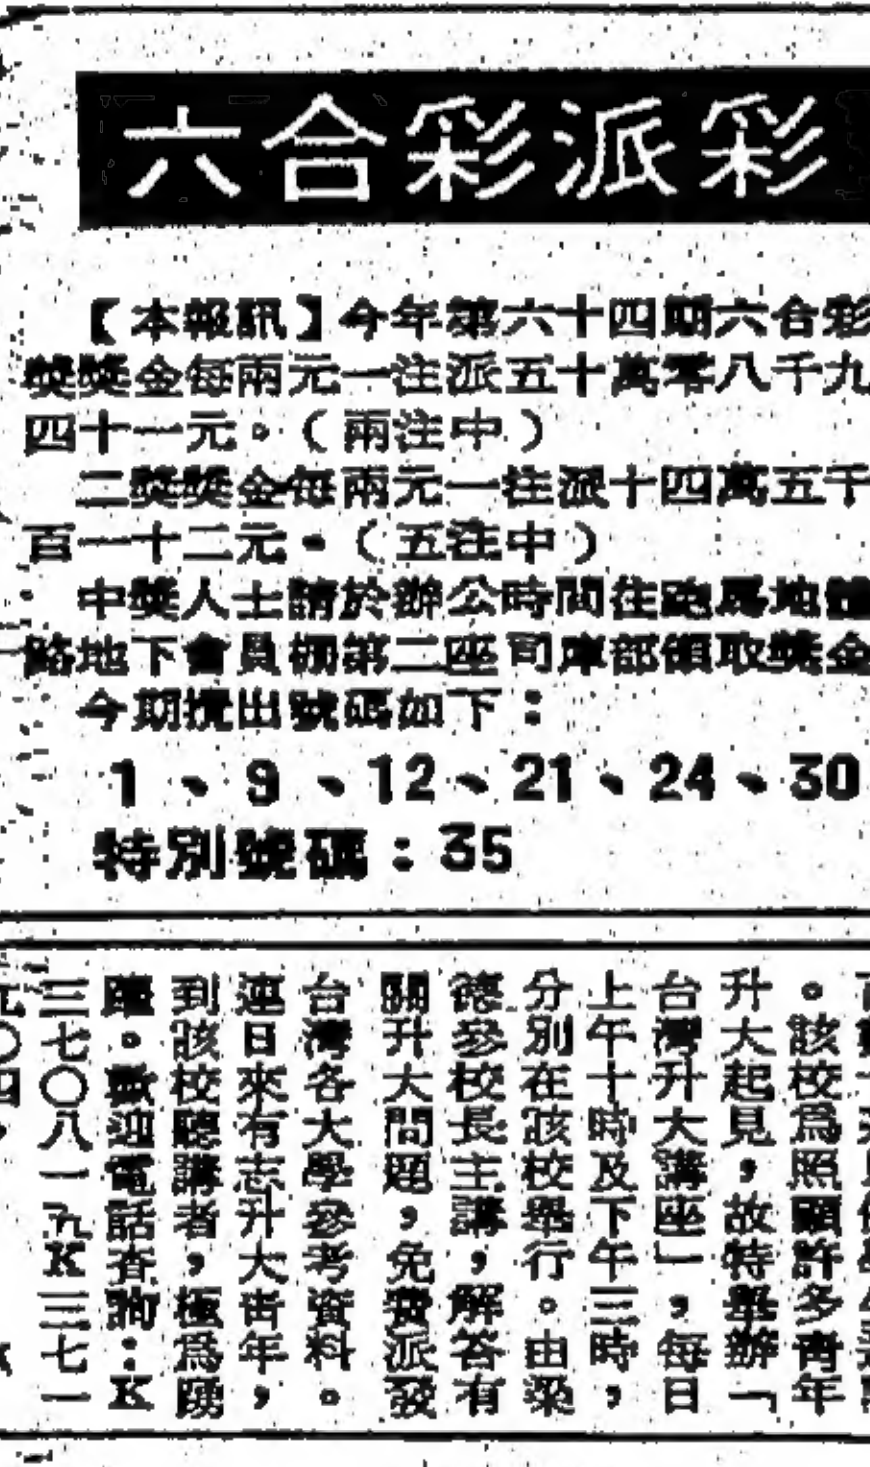 六合彩派彩
【本報訊】今年第六十四期六合彩
獎獎金每兩元一注派五十萬零八千九
四十一元。（兩注中）
二獎獎金每兩元一注派十四萬五千
百一十二元。（五注中）
中獎人士請於辦公時間往跑馬地體
路地下會員棚第二座司庫部領取獎金
今期攪出號碼如下：
1、9、12、21、24、30
特別號碼：35
。該校爲照顧許多靑年
升大起見，故特舉辦「
台灣升大講座」，每日
上午十時及下午三時，
分別在該校舉行。由梁
德參校長主講，解答有
關升大問題，免費派發
台灣各大學參考資料。
連日來有志升大靑年，
到該校聽講者，極爲踴
躍。歡迎電話查詢：K
三七〇八一九K三七一
〇四，